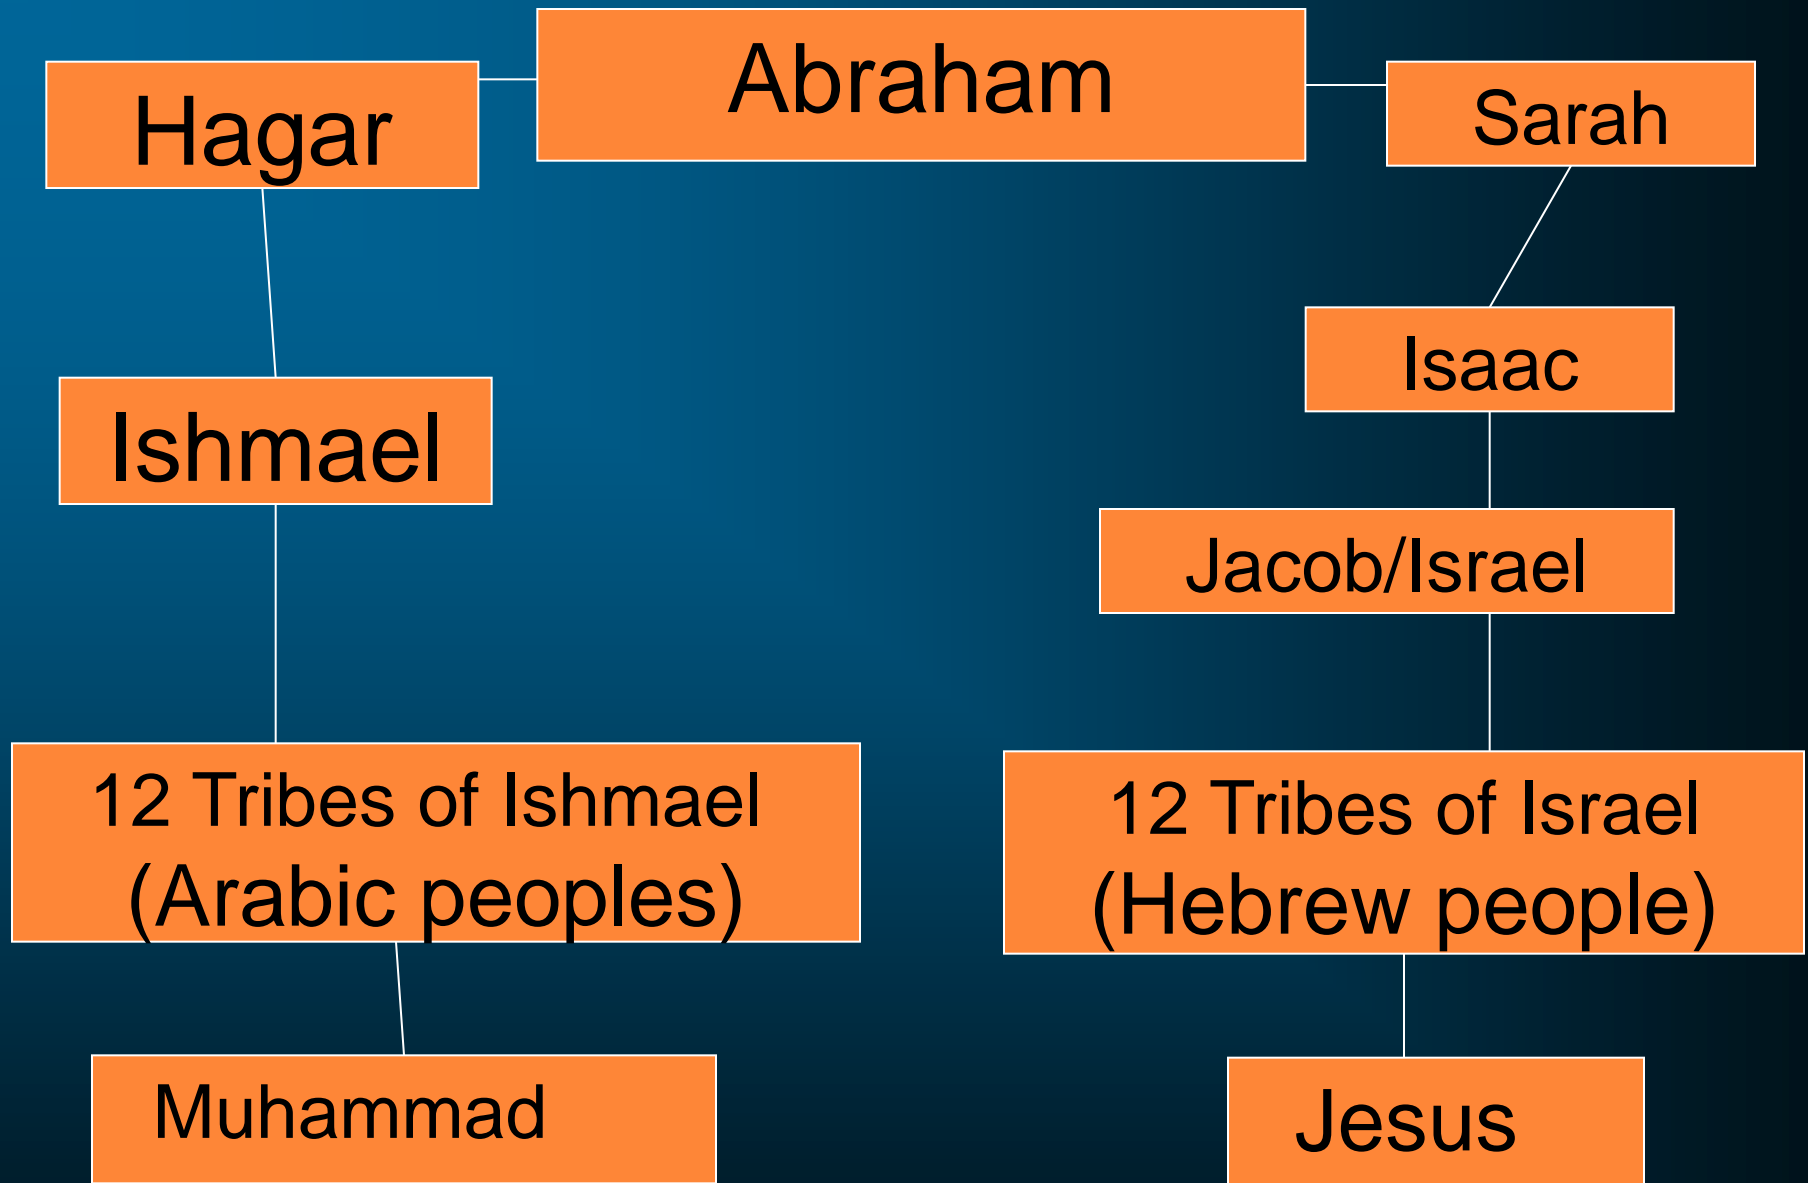 Abraham
Hagar
Sarah
Isaac
Ishmael
Jacob/Israel
12 Tribes of Ishmael
(Arabic peoples)
12 Tribes of Israel
(Hebrew people)
Muhammad
Jesus